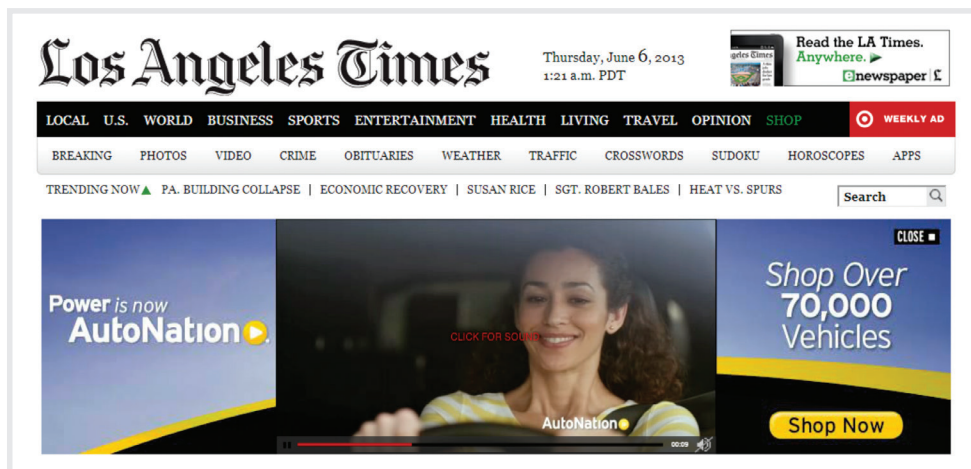 Los Angeles Times
Thursday, June 6, 2013
1:21 a.m. PDT
geles Times
Read the LA Times.
Anywhere.
enewspaper L
LOCAL U.S. WORLD BUSINESS SPORTS ENTERTAINMENT HEALTH LIVING TRAVEL OPINION SHOP WEEKLY AD
BREAKING PHOTOS VIDEO CRIME OBITUARIES WEATHER TRAFFIC CROSSWORDS SUDOKU HOROSCOPES APPS
TRENDING NOW▲ PA. BUILDING COLLAPSE | ECONOMIC RECOVERY | SUSAN RICE | SGT. ROBERT BALES | HEAT VS. SPURS
Search
Power is now
AutoNation.
CLICK FOR SOUND
AutoNation
00:09
CLOSE
Shop Over
70,000
Vehicles
Shop Now